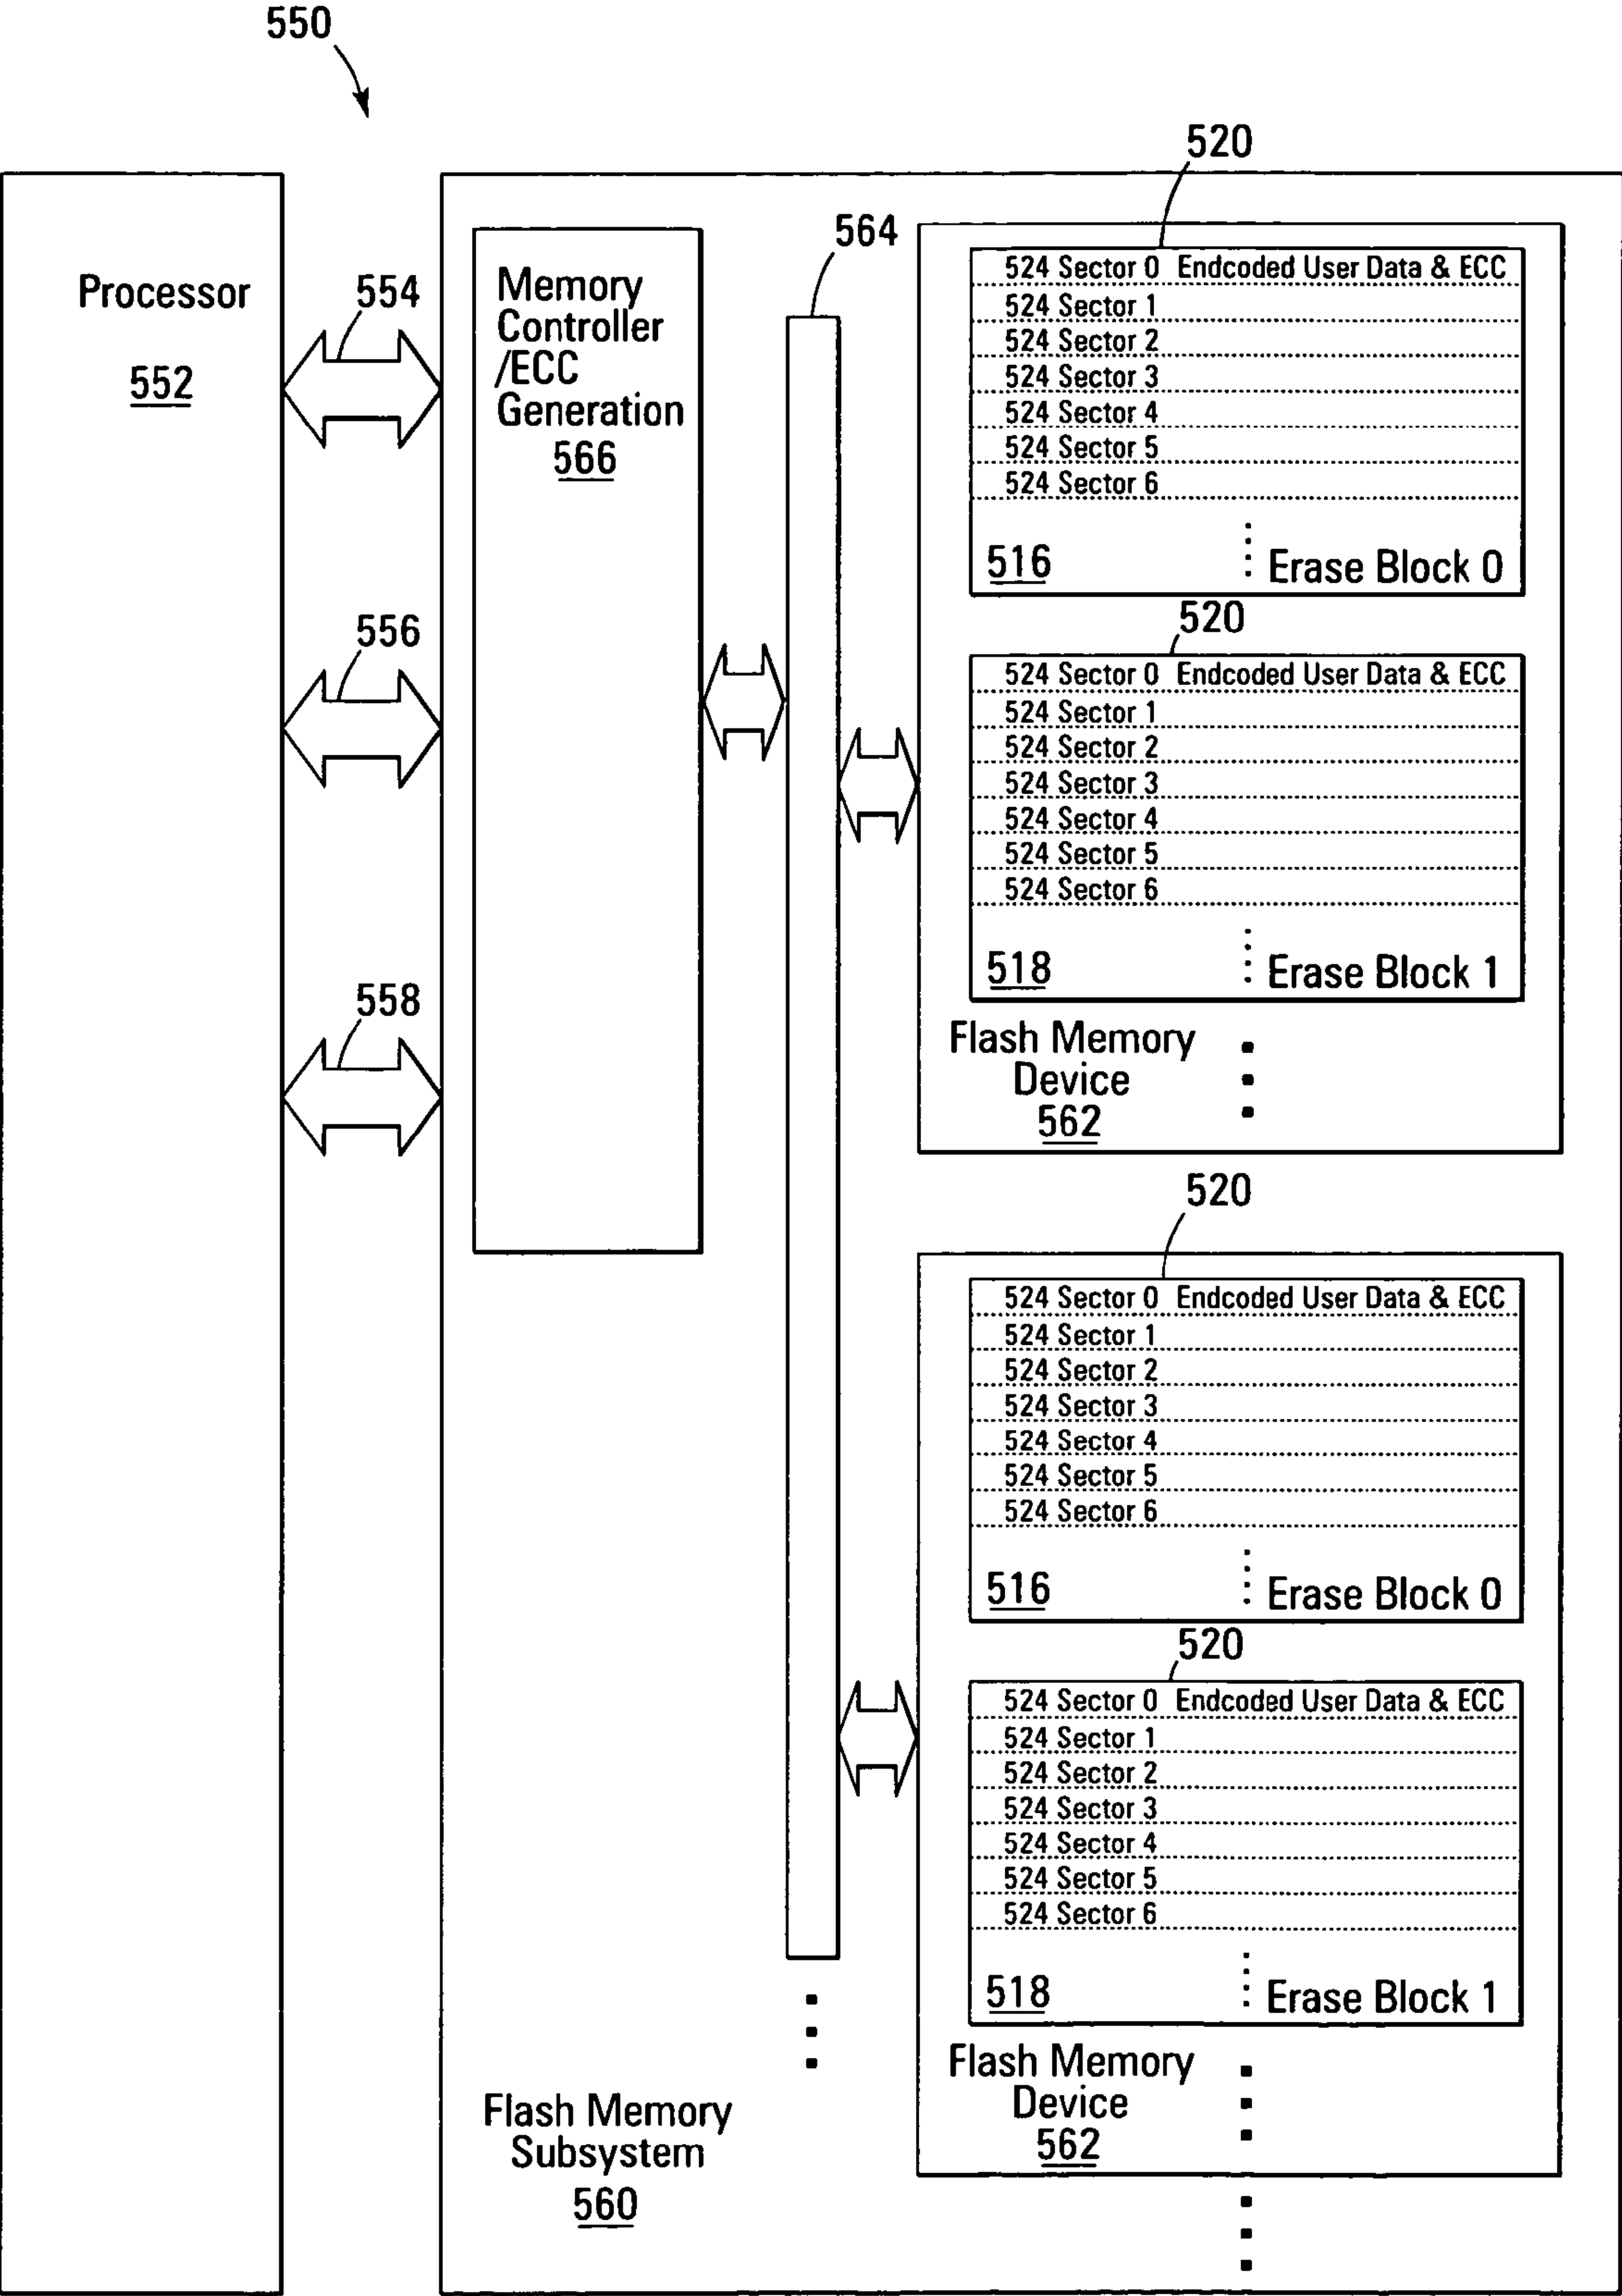 550
Processor
552
554
556
558
Memory
Controller
/ECC
Generation
566
564
520
524 Sector 0 Endcoded User Data & ECC
524 Sector 1
524 Sector 2
524 Sector 3
524 Sector 4
524 Sector 5
524 Sector 6
516
Erase Block 0
520
524 Sector 0 Endcoded User Data & ECC
524 Sector 1
524 Sector 2
524 Sector 3
524 Sector 4
524 Sector 5
524 Sector 6
518
Erase Block 1
Flash Memory
Device
562
520
524 Sector 0 Endcoded User Data & ECC
524 Sector 1
524 Sector 2
524 Sector 3
524 Sector 4
524 Sector 5
524 Sector 6
516
Erase Block 0
520
524 Sector 0 Endcoded User Data & ECC
524 Sector 1
524 Sector 2
524 Sector 3
524 Sector 4
524 Sector 5
524 Sector 6
518
Erase Block 1
Flash Memory
Device
562
Flash Memory
Subsystem
560